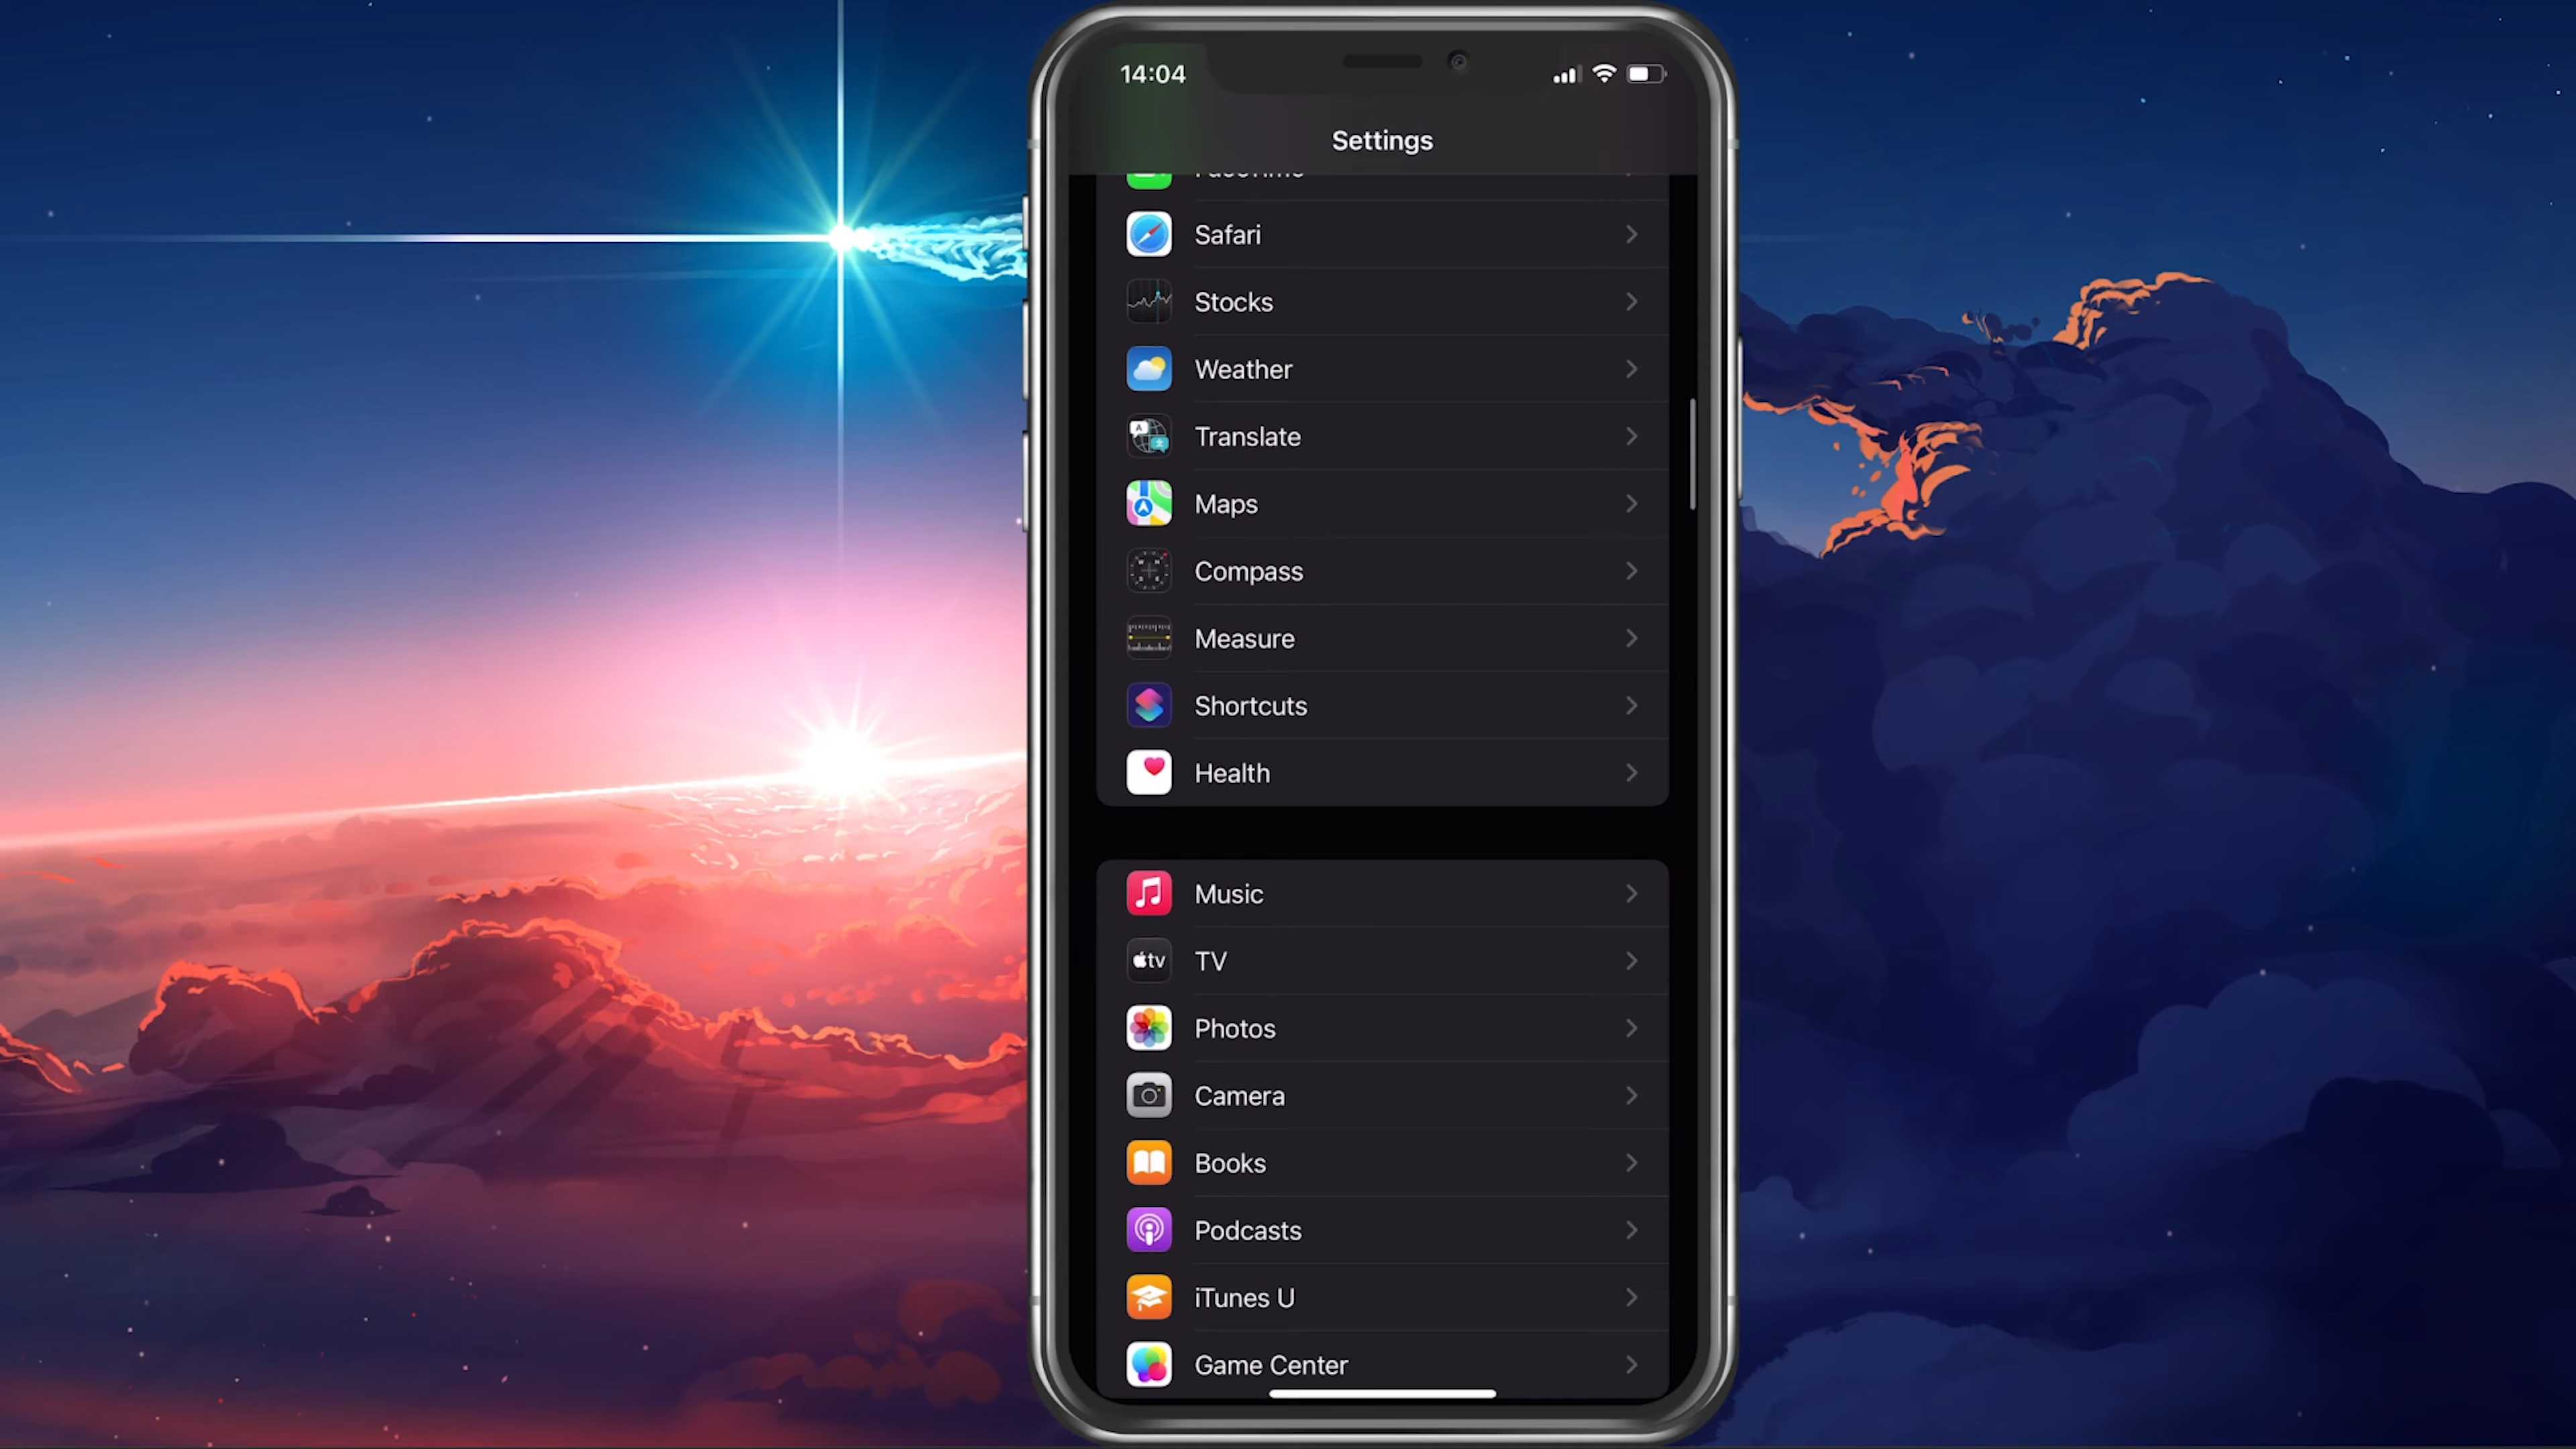 14:04
Settings
FaceTime
Safari
Stocks
Weather
Translate
Maps
Compass
Measure
Shortcuts
Health
Music
tv TV
Photos
Camera
Books
Podcasts
iTunes U
Game Center